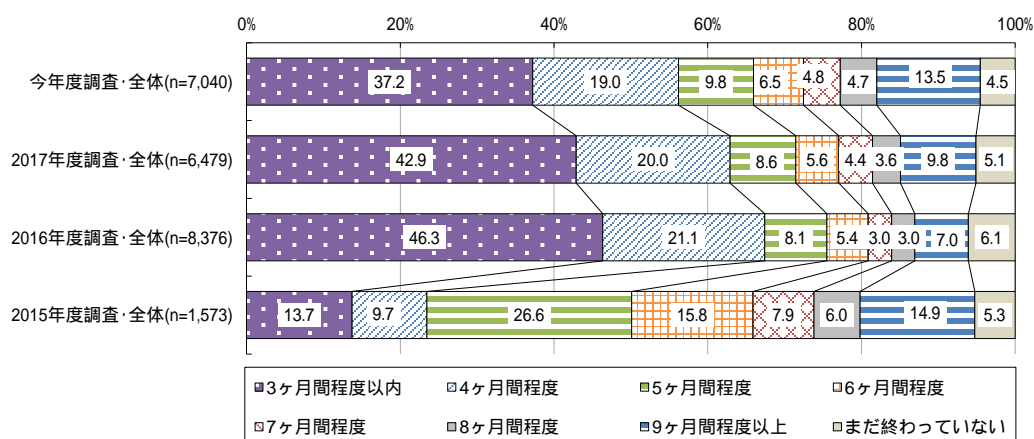 0% 20% 40% 60% 80% 100%
今年度調査･全体(n=7,040) 37.2 19.0 9.8 6.5 4.8 4.7 13.5 4.5
2017年度調査･全体(n=6,479) 42.9 20.0 8.6 5.6 4.4 3.6 9.8 5.1
2016年度調査･全体(n=8,376) 46.3 21.1 8.1 5.4 3.0 3.0 7.0 6.1
2015年度調査･全体(n=1,573) 13.7 9.7 26.6 15.8 7.9 6.0 14.9 5.3
3ヶ月間程度以内 4ヶ月間程度 5ヶ月間程度 6ヶ月間程度
7ヶ月間程度 8ヶ月間程度 9ヶ月間程度以上 まだ終わっていない